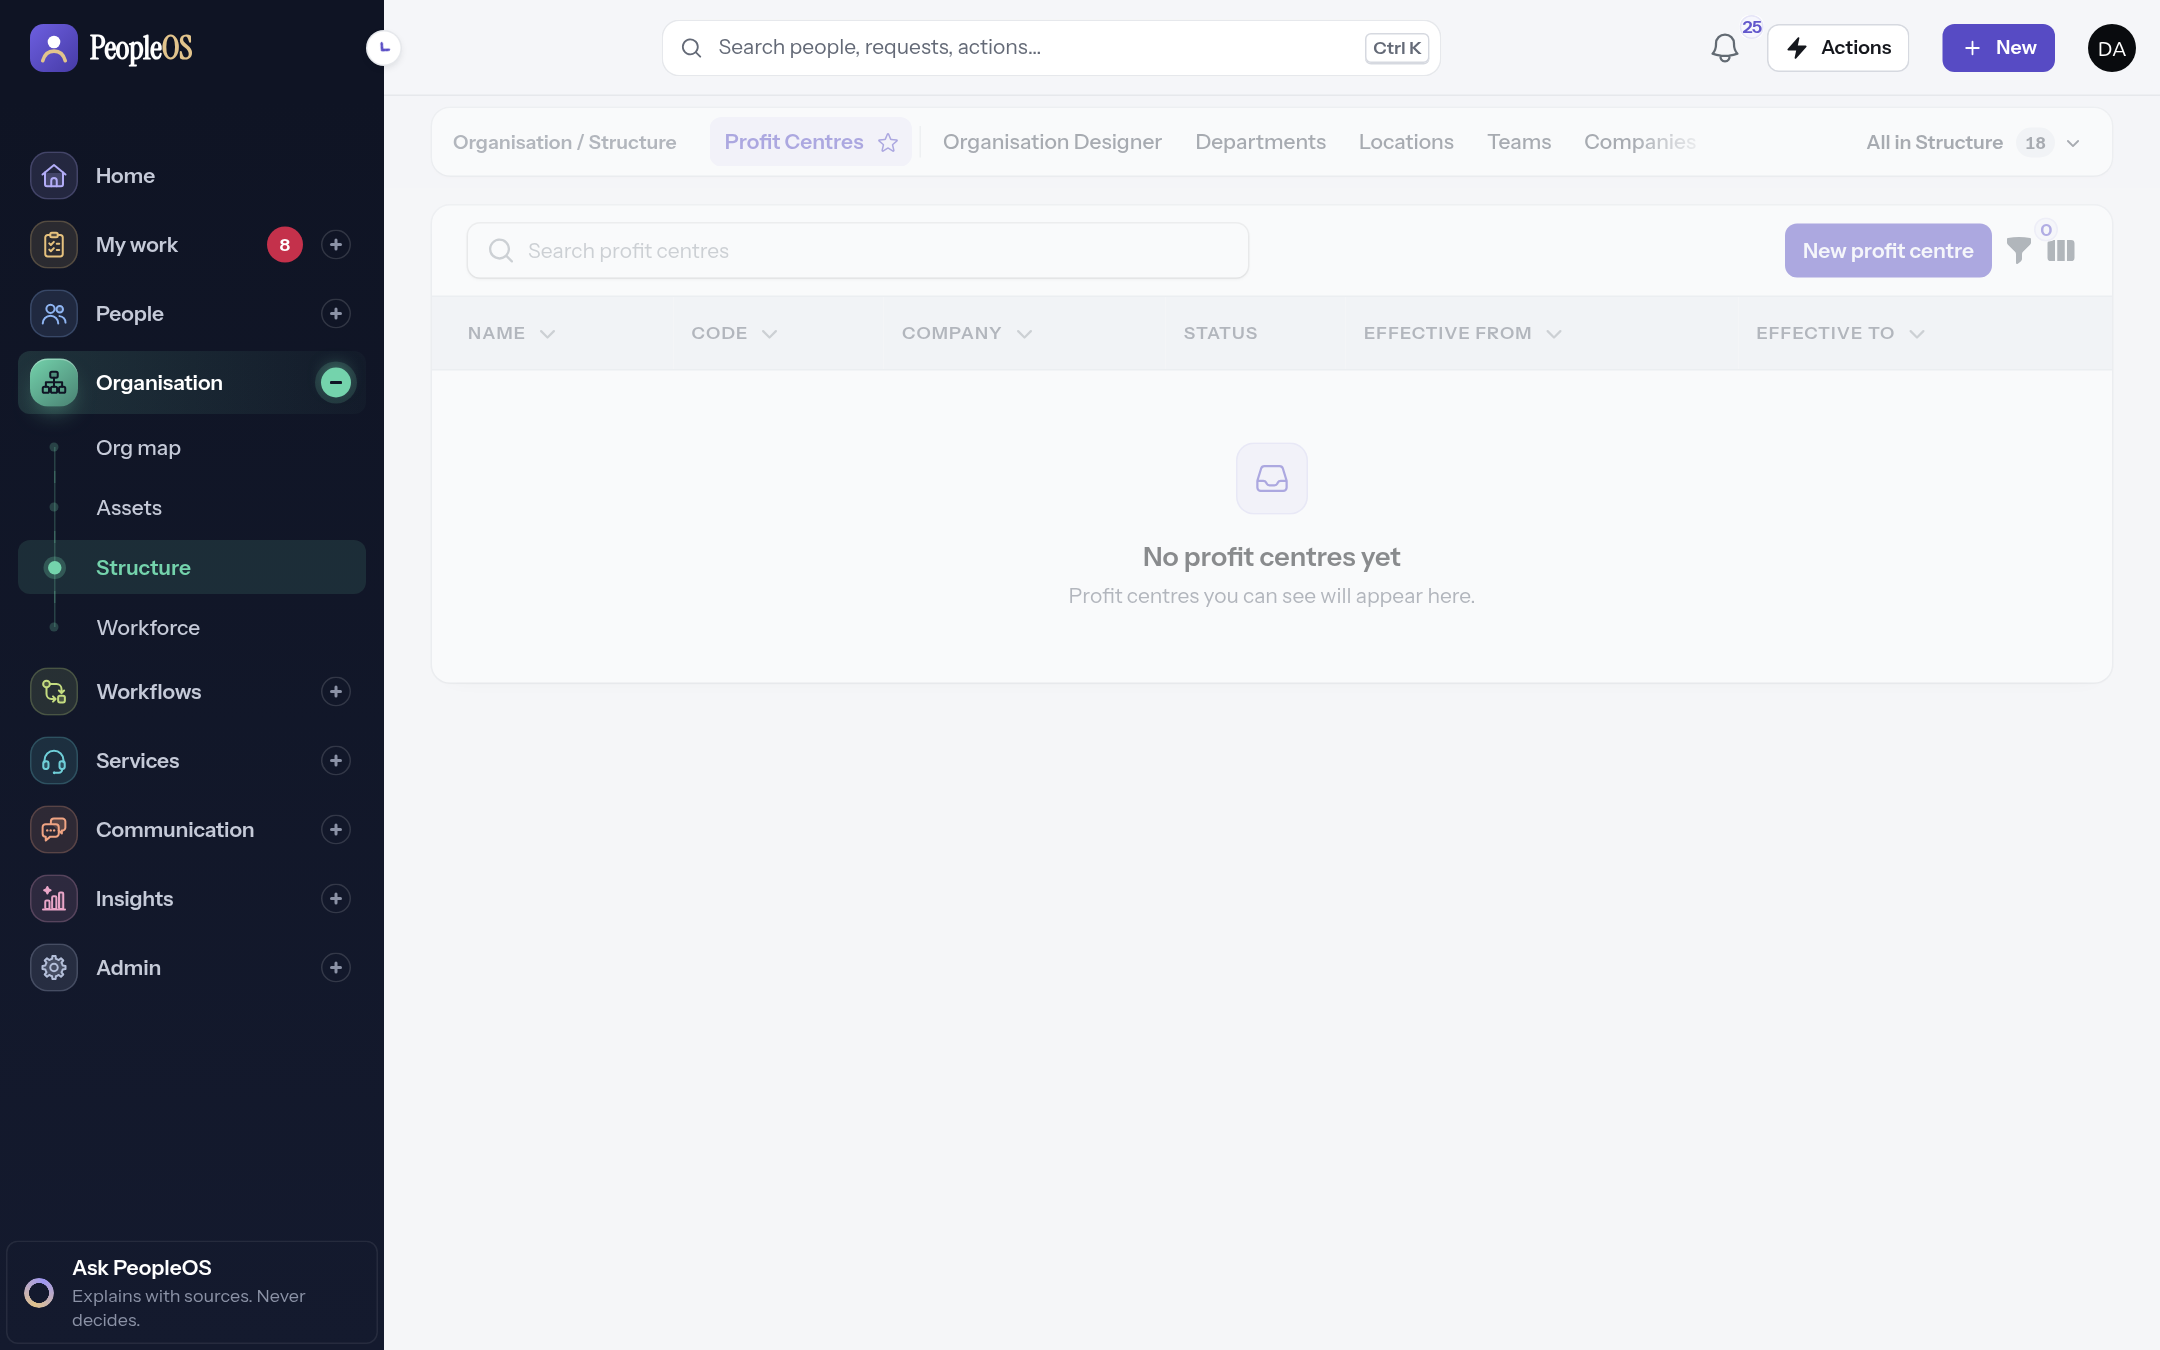 PeopleOS
Search people, requests, actions...
Ctrl K
25
Actions
New
DA
Home
My work
8
People
Organisation
Org map
Assets
Structure
Workforce
Workflows
Services
Communication
Insights
Admin
Ask PeopleOS
Explains with sources. Never
decides.
Organisation / Structure
Profit Centres
Organisation Designer
Departments
Locations
Teams
Companies
All in Structure
18
Search profit centres
New profit centre
0
NAME
CODE
COMPANY
STATUS
EFFECTIVE FROM
EFFECTIVE TO
No profit centres yet
Profit centres you can see will appear here.